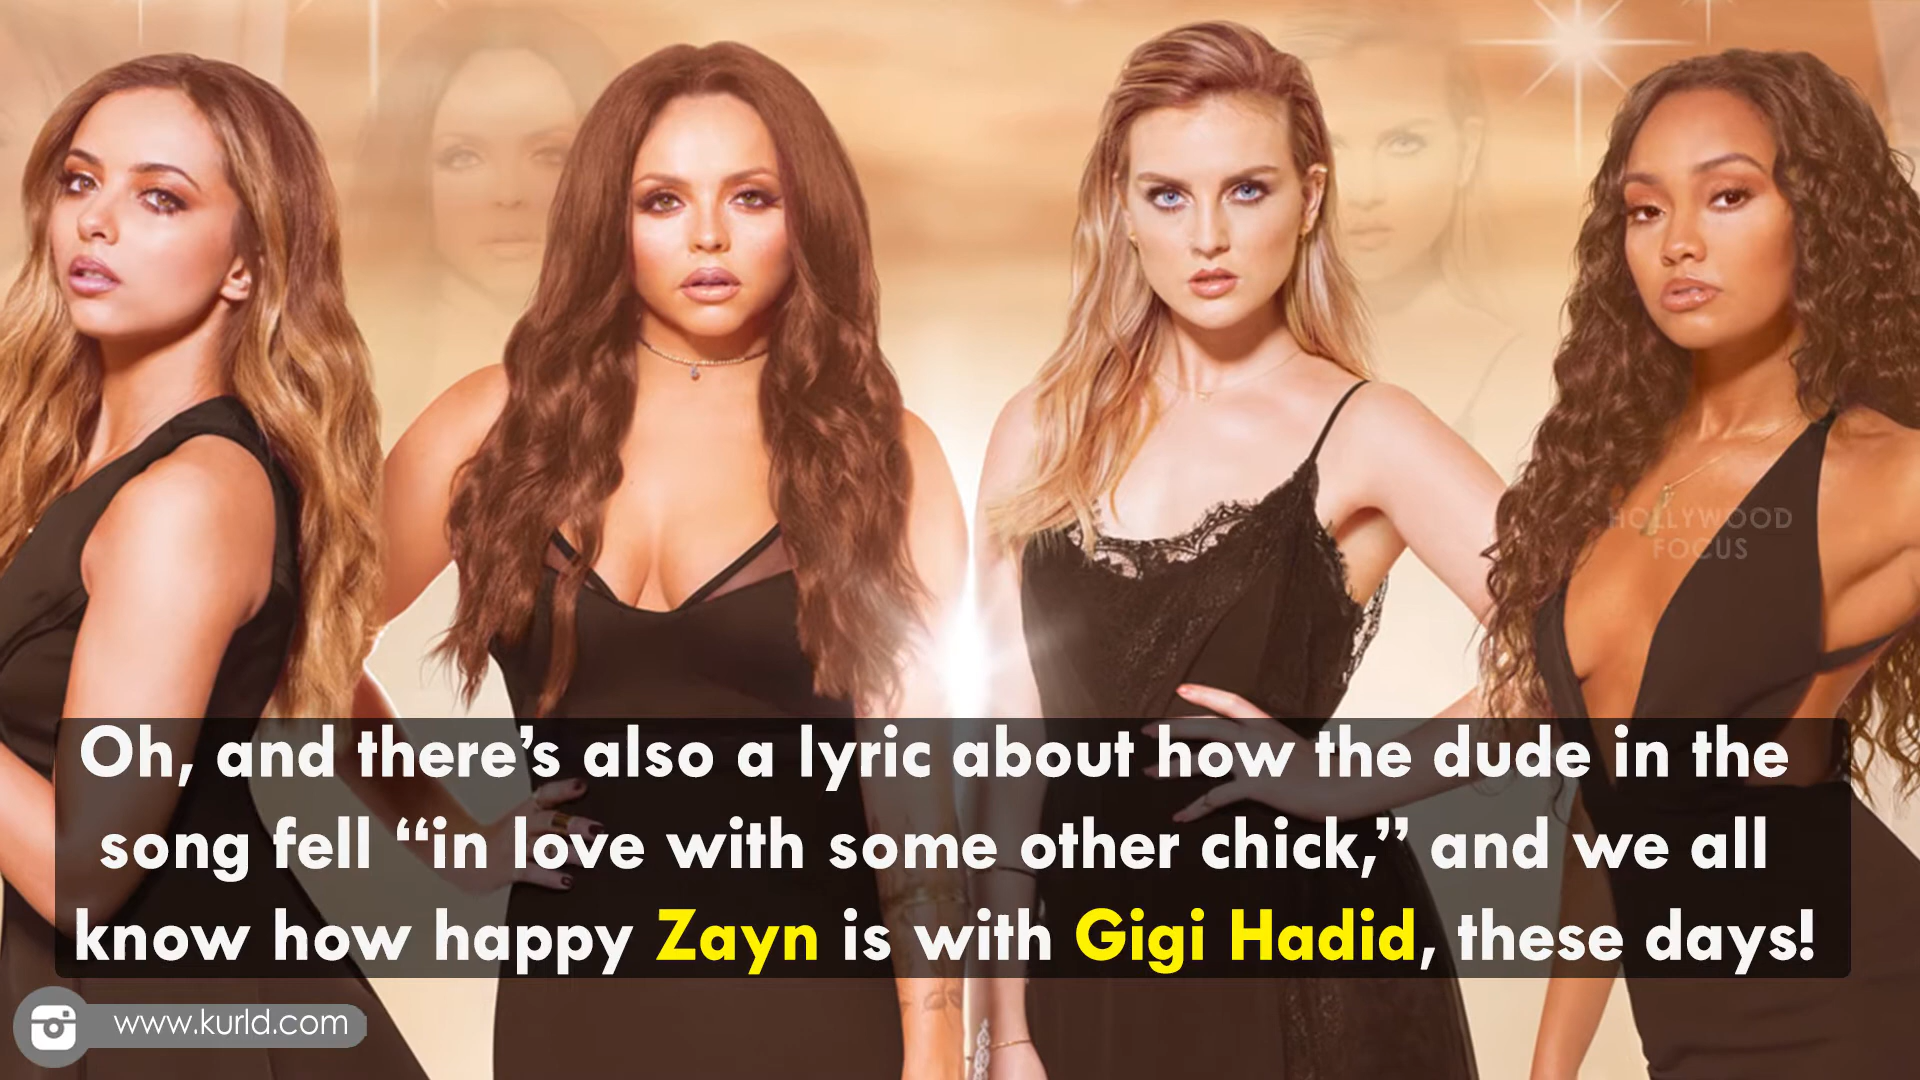 HOLLYWOOD
FOCUS
Oh, and there’s also a lyric about how the dude in the
song fell “in love with some other chick,” and we all
know how happy Zayn is with Gigi Hadid, these days!
www.kurld.com